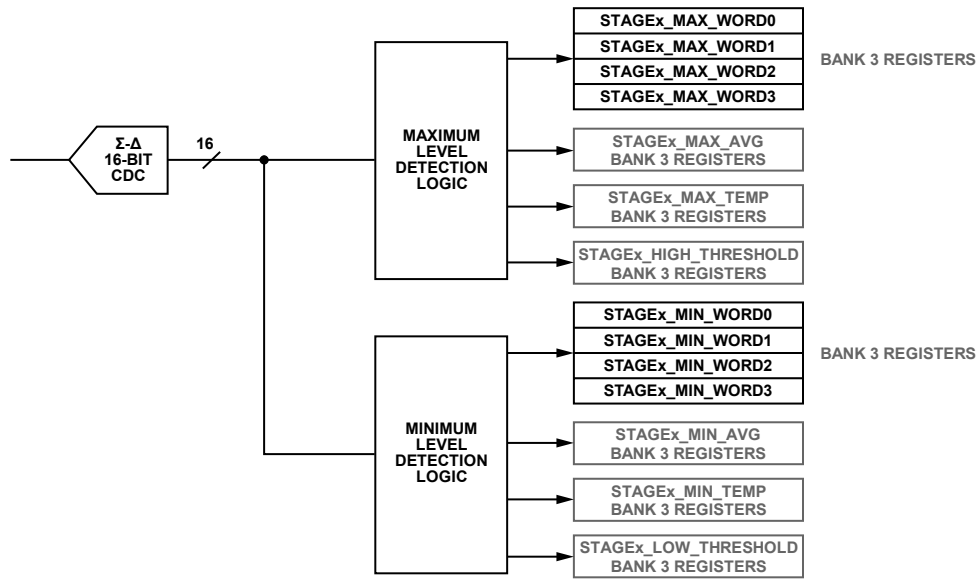 Σ-Δ
16-BIT
CDC
16
MAXIMUM
LEVEL
DETECTION
LOGIC
STAGEx_MAX_WORD0
STAGEx_MAX_WORD1
STAGEx_MAX_WORD2
STAGEx_MAX_WORD3
BANK 3 REGISTERS
STAGEx_MAX_AVG
BANK 3 REGISTERS
STAGEx_MAX_TEMP
BANK 3 REGISTERS
STAGEx_HIGH_THRESHOLD
BANK 3 REGISTERS
MINIMUM
LEVEL
DETECTION
LOGIC
STAGEx_MIN_WORD0
STAGEx_MIN_WORD1
STAGEx_MIN_WORD2
STAGEx_MIN_WORD3
BANK 3 REGISTERS
STAGEx_MIN_AVG
BANK 3 REGISTERS
STAGEx_MIN_TEMP
BANK 3 REGISTERS
STAGEx_LOW_THRESHOLD
BANK 3 REGISTERS